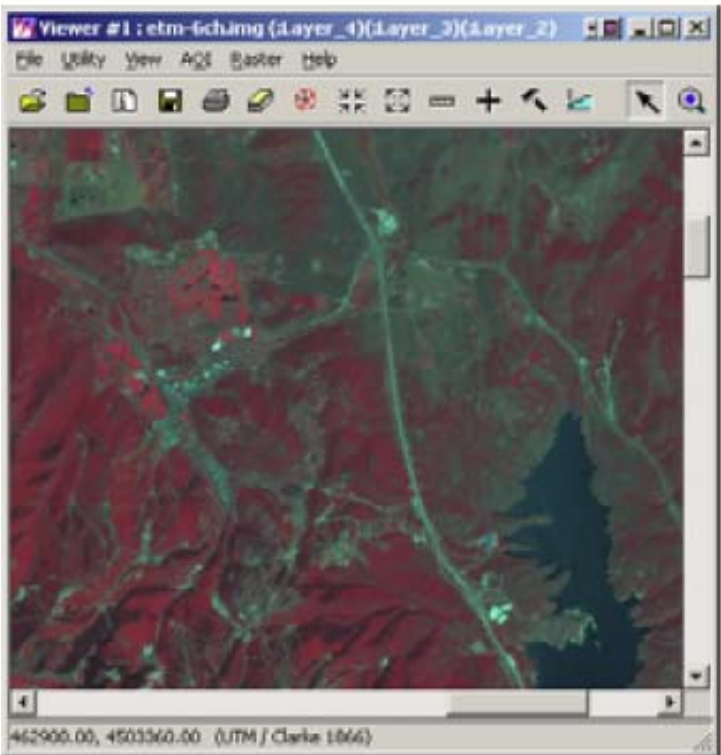 Viewer #1 : etm-6ch.img (:Layer_4)(:Layer_3)(:Layer_2)
File Utility View AOI Raster Help
462900.00, 4503360.00 (UTM / Clarke 1866)